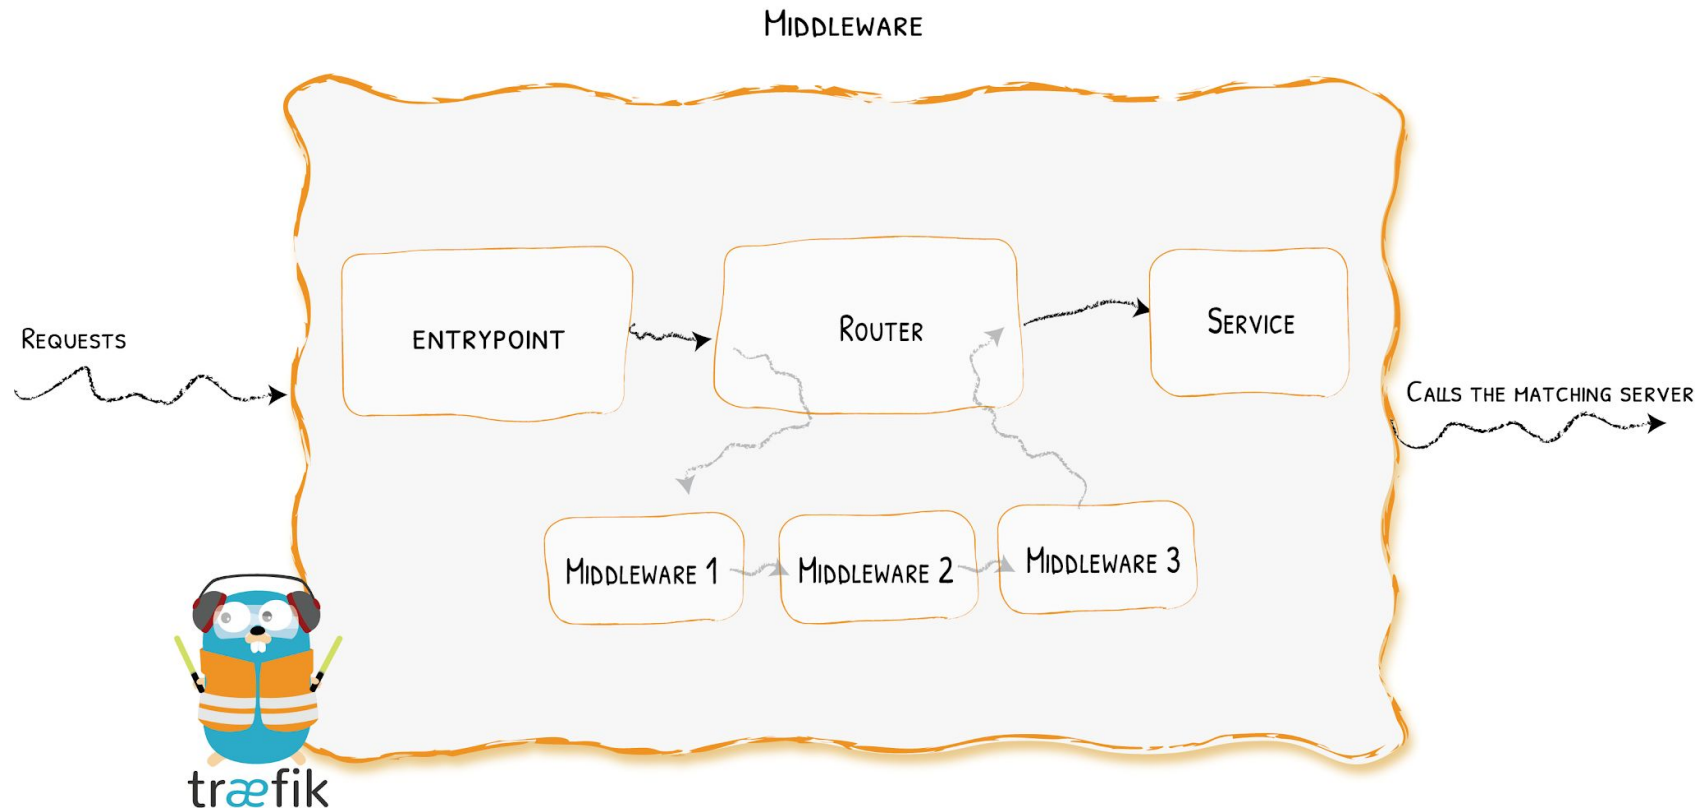 MIDDLEWARE
REQUESTS
ENTRYPOINT
ROUTER
SERVICE
CALLS THE MATCHING SERVER
MIDDLEWARE 1
MIDDLEWARE 2
MIDDLEWARE 3
træfik